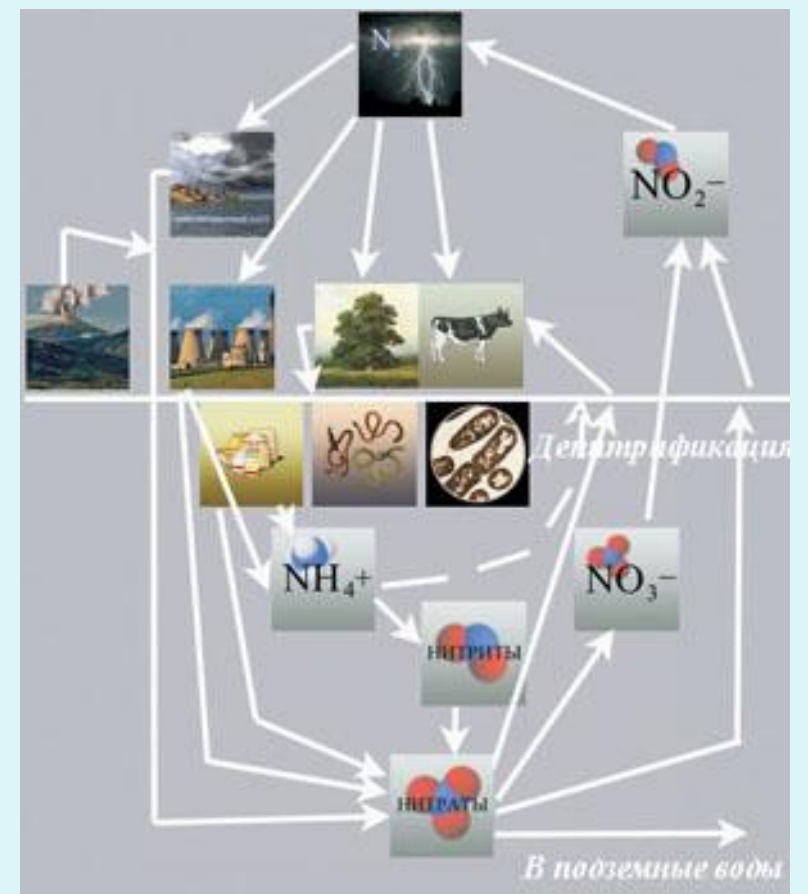 N₂
NO₂⁻
Денитрификация
NH₄⁺
NO₃⁻
НИТРИТЫ
НИТРАТЫ
В подземные воды